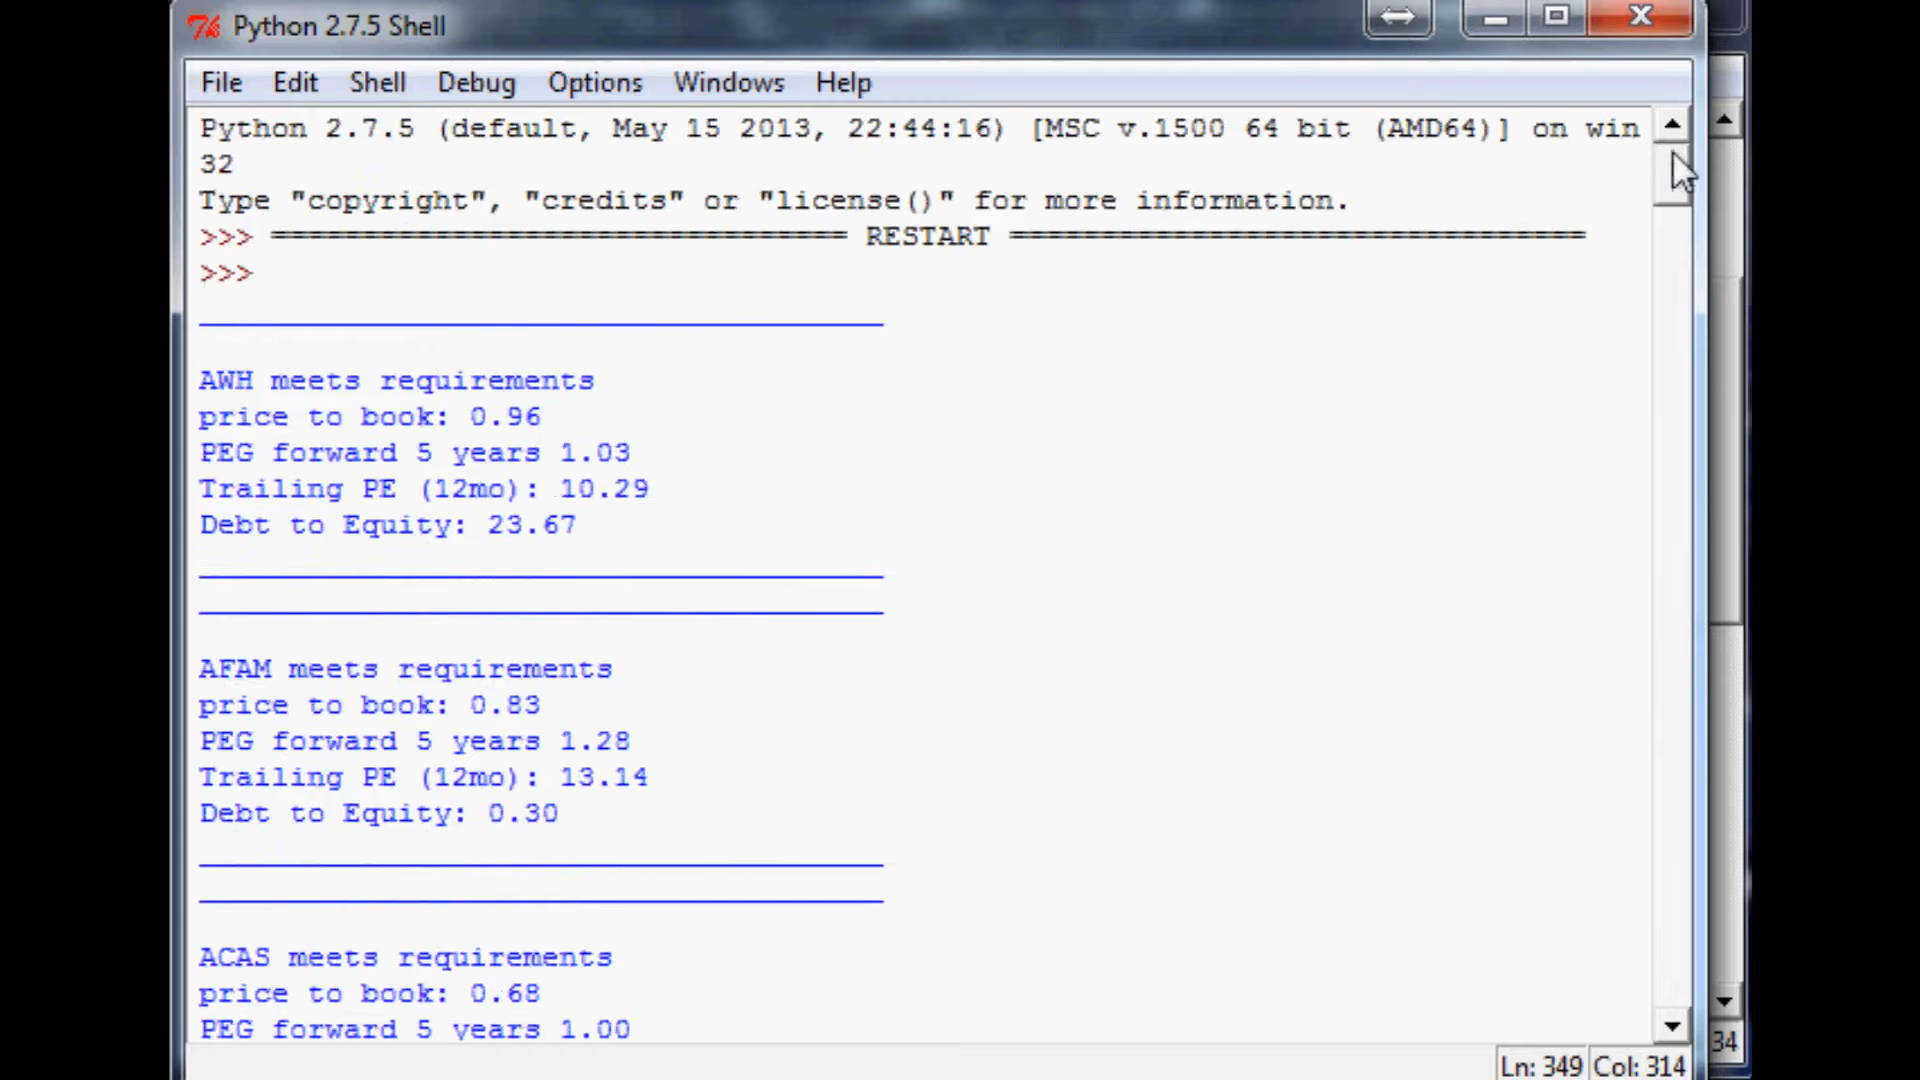 Python 2.7.5 Shell
File Edit Shell Debug Options Windows Help
Python 2.7.5 (default, May 15 2013, 22:44:16) [MSC v.1500 64 bit (AMD64)] on win
32
Type "copyright", "credits" or "license()" for more information.
>>> ================================ RESTART ================================
>>>
______________________________________
AWH meets requirements
price to book: 0.96
PEG forward 5 years 1.03
Trailing PE (12mo): 10.29
Debt to Equity: 23.67
______________________________________
______________________________________
AFAM meets requirements
price to book: 0.83
PEG forward 5 years 1.28
Trailing PE (12mo): 13.14
Debt to Equity: 0.30
______________________________________
______________________________________
ACAS meets requirements
price to book: 0.68
PEG forward 5 years 1.00
34
Ln: 349 Col: 314